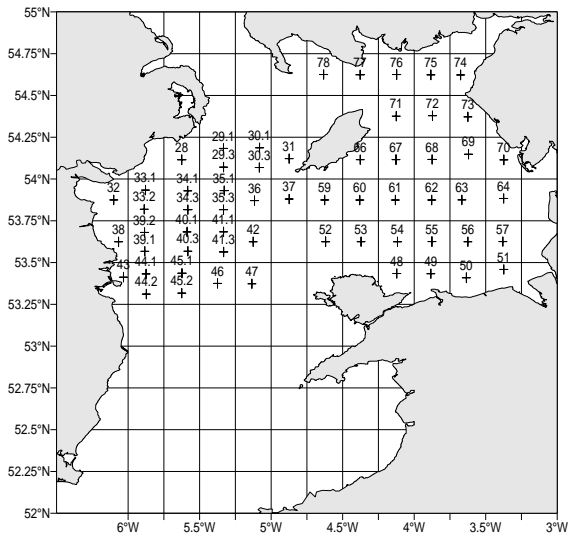 55°N
78 77 76 75 74
54.75°N
54.5°N
71 72 73
54.25°N
28 29.1 30.1 31 66 67 68 69 70
29.3 30.3
54°N
32 33.1 34.1 35.1 36 37 59 60 61 62 63 64
33.2 34.3 35.3
53.75°N
38 39.2 40.1 41.1 42 52 53 54 55 56 57
39.1 40.3 41.3
53.5°N
43 44.1 45.1 46 47 48 49 50 51
44.2 45.2
53.25°N
53°N
52.75°N
52.5°N
52.25°N
52°N
6°W 5.5°W 5°W 4.5°W 4°W 3.5°W 3°W